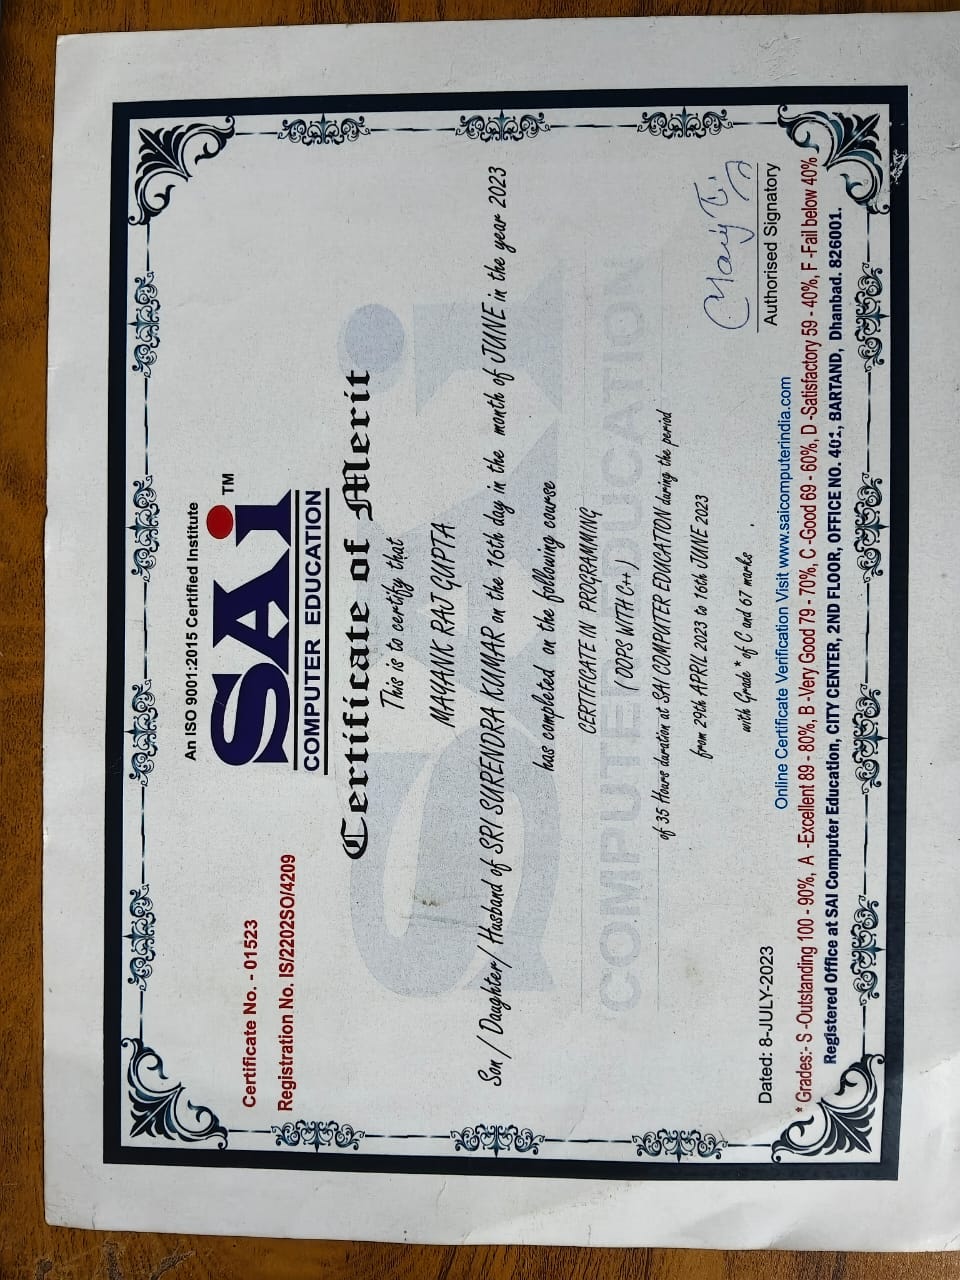 An ISO 9001:2015 Certified Institute
SAi TM
COMPUTER EDUCATION
Certificate No. - 01523
Registration No. IS/2202SO/4209
Certificate of Merit
This is to certify that
MAYANK RAJ GUPTA
Son / Daughter / Husband of SRI SURENDRA KUMAR on the 16th day in the month of JUNE in the year 2023
has completed on the following course
CERTIFICATE IN PROGRAMMING
( OOPS WITH C++ )
of 35 Hours duration at SAI COMPUTER EDUCATION during the period
from 29th APRIL 2023 to 16th JUNE 2023
with Grade * of C and 67 marks .
Authorised Signatory
Dated: 8-JULY-2023
Online Certificate Verification Visit www.saicomputerindia.com
* Grades:- S -Outstanding 100 - 90%, A -Excellent 89 - 80%, B -Very Good 79 - 70%, C -Good 69 - 60%, D -Satisfactory 59 - 40%, F -Fail below 40%
Registered Office at SAI Computer Education, CITY CENTER, 2ND FLOOR, OFFICE NO. 401, BARTAND, Dhanbad. 826001.
SAi
COMPUTER EDUCATION